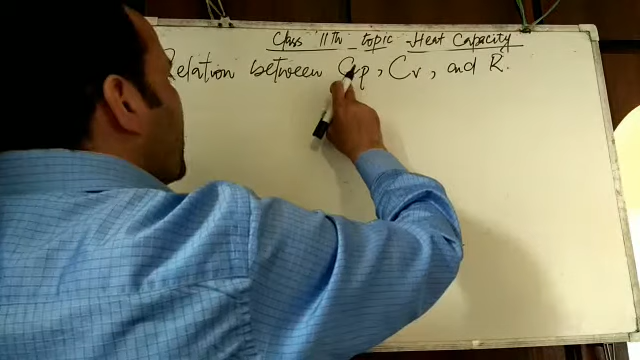 Class 11th topic - Heat Capacity
Relation between Cp, Cv, and R.